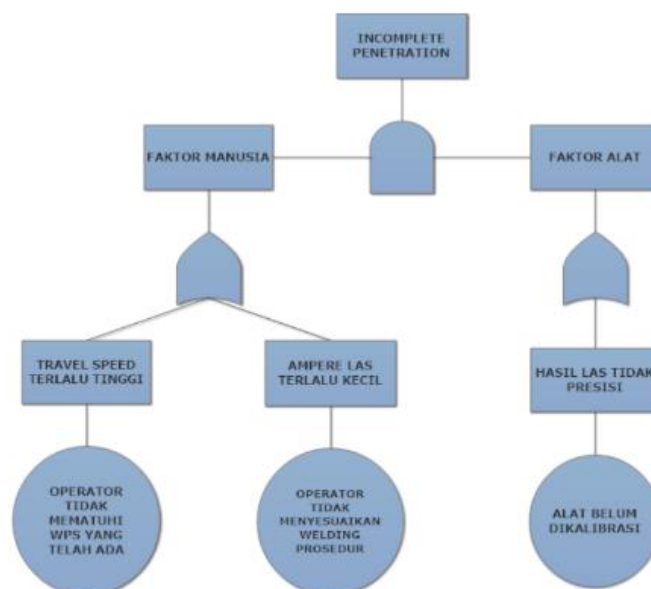 INCOMPLETE
PENETRATION
FAKTOR MANUSIA
FAKTOR ALAT
TRAVEL SPEED
TERLALU TINGGI
AMPERE LAS
TERLALU KECIL
HASIL LAS TIDAK
PRESISI
OPERATOR
TIDAK
MEMATUHI
WPS YANG
TELAH ADA
OPERATOR
TIDAK
MENYESUAIKAN
WELDING
PROSEDUR
ALAT BELUM
DIKALIBRASI